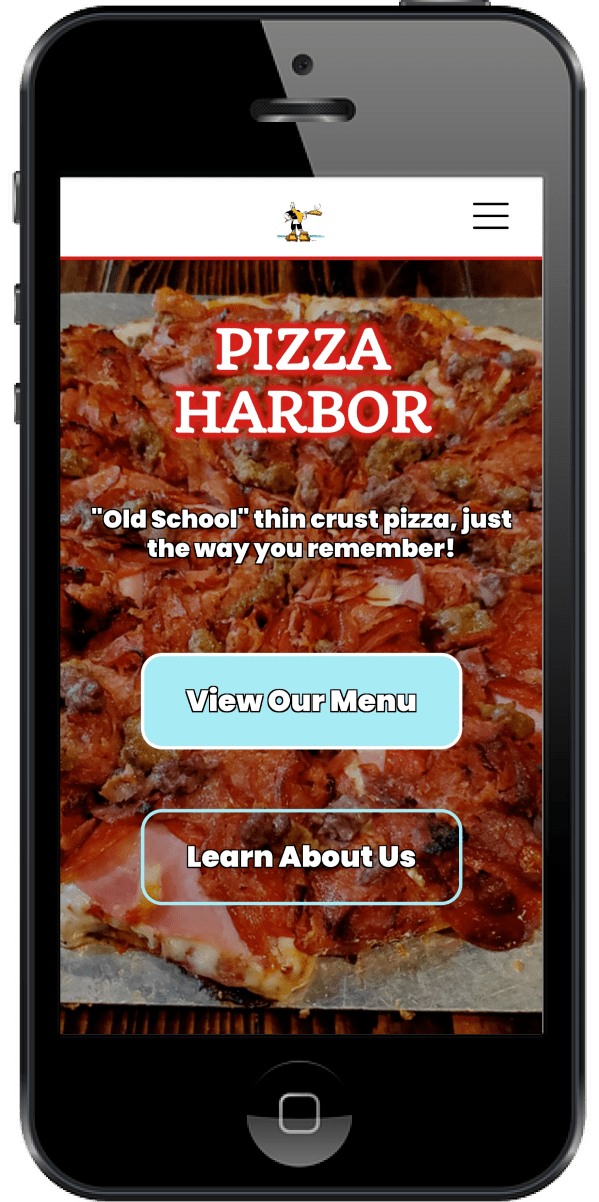 PIZZA
HARBOR
"Old School" thin crust pizza, just
the way you remember!
View Our Menu
Learn About Us